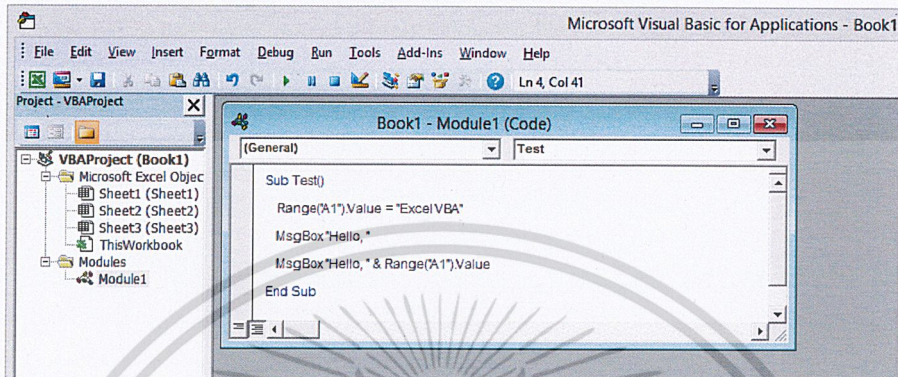 Microsoft Visual Basic for Applications - Book1
File Edit View Insert Format Debug Run Tools Add-Ins Window Help
Ln 4, Col 41
Project - VBAProject
VBAProject (Book1)
Microsoft Excel Objec
Sheet1 (Sheet1)
Sheet2 (Sheet2)
Sheet3 (Sheet3)
ThisWorkbook
Modules
Module1
Book1 - Module1 (Code)
(General) Test
Sub Test()
Range("A1").Value = "Excel VBA"
MsgBox "Hello, "
MsgBox "Hello, " & Range("A1").Value
End Sub